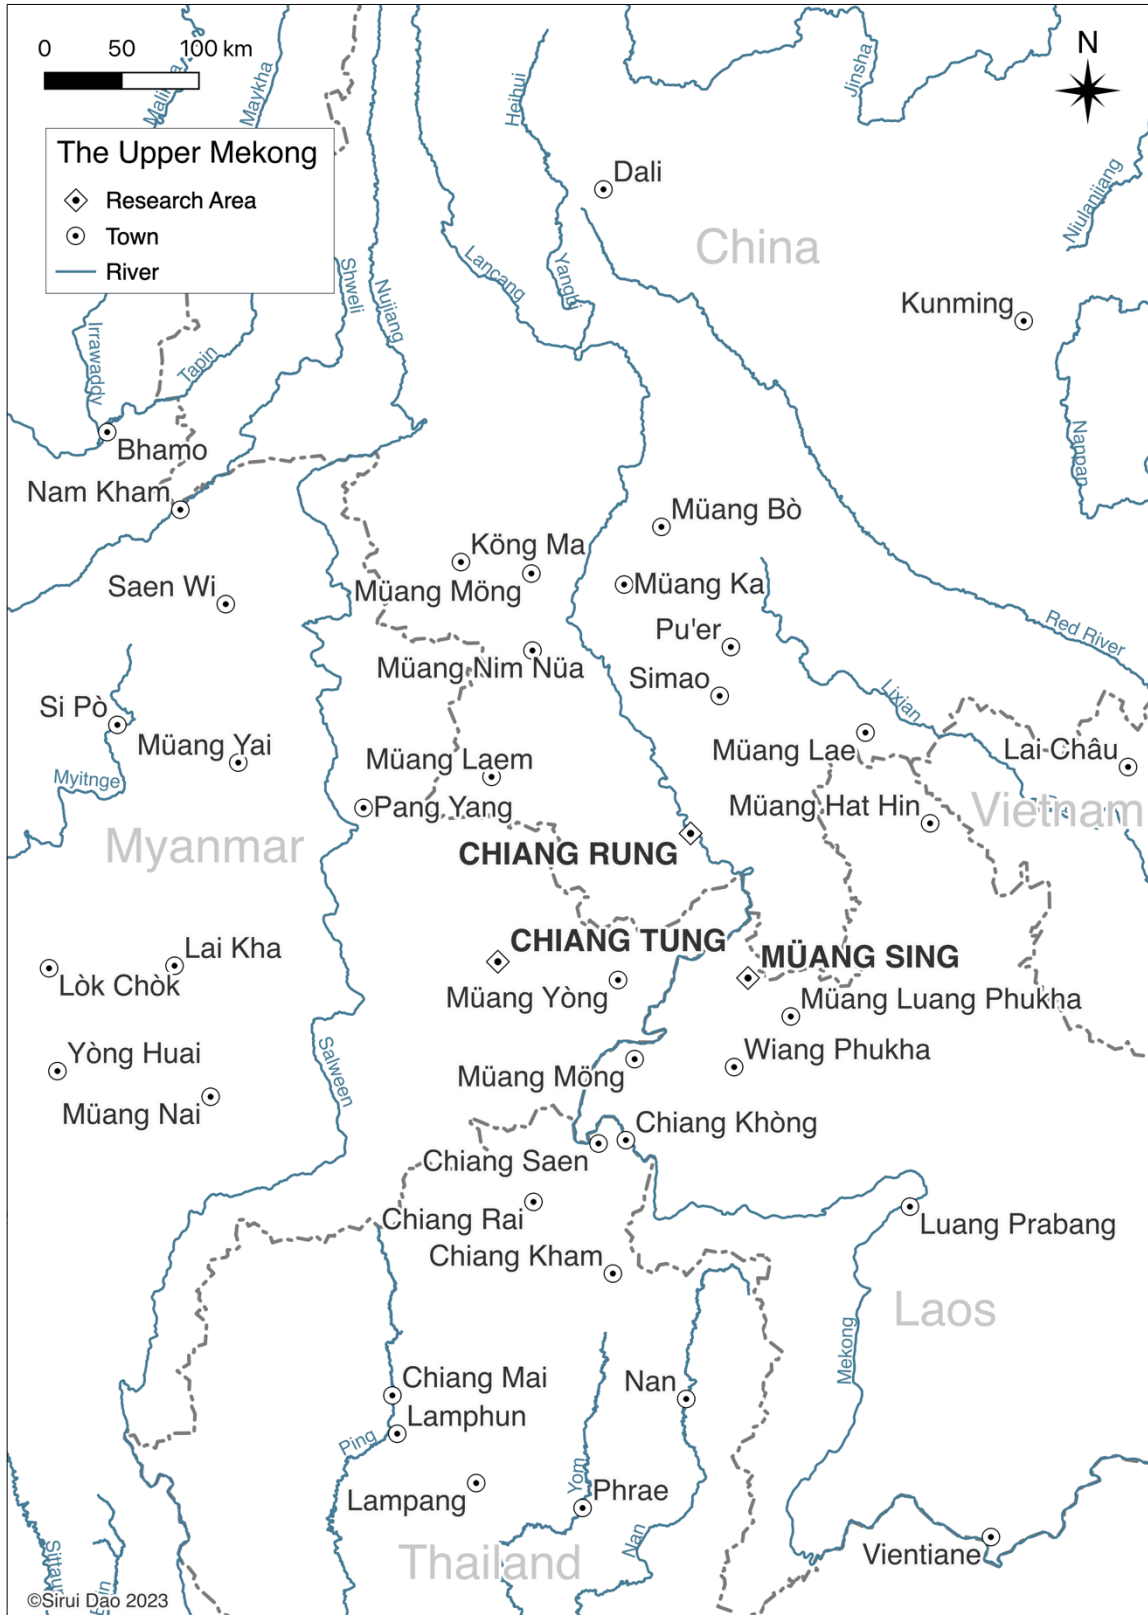 0 50 100 km
N
The Upper Mekong
Research Area
Town
River
Malikha
Maykha
Heihui
Jinsha
Dali
Niulanjiang
China
Lancang
Yangbi
Shweli
Nujiang
Kunming
Irrawaddy
Tapin
Bhamo
Nanpan
Nam Kham
Müang Bò
Köng Ma
Müang Möng
Müang Ka
Saen Wi
Pu'er
Red River
Müang Nim Nüa
Simao
Lixian
Si Pò
Müang Yai
Müang Lae
Lai Châu
Müang Laem
Myitnge
Pang Yang
Müang Hat Hin
Vietnam
Myanmar
CHIANG RUNG
CHIANG TUNG
MÜANG SING
Lai Kha
Lòk Chòk
Müang Yòng
Müang Luang Phukha
Yòng Huai
Salween
Wiang Phukha
Müang Möng
Müang Nai
Chiang Khòng
Chiang Saen
Chiang Rai
Luang Prabang
Chiang Kham
Laos
Mekong
Chiang Mai
Nan
Lamphun
Ping
Yom
Lampang
Phrae
Nan
Vientiane
Thailand
Sittaung
©Sirui Dao 2023